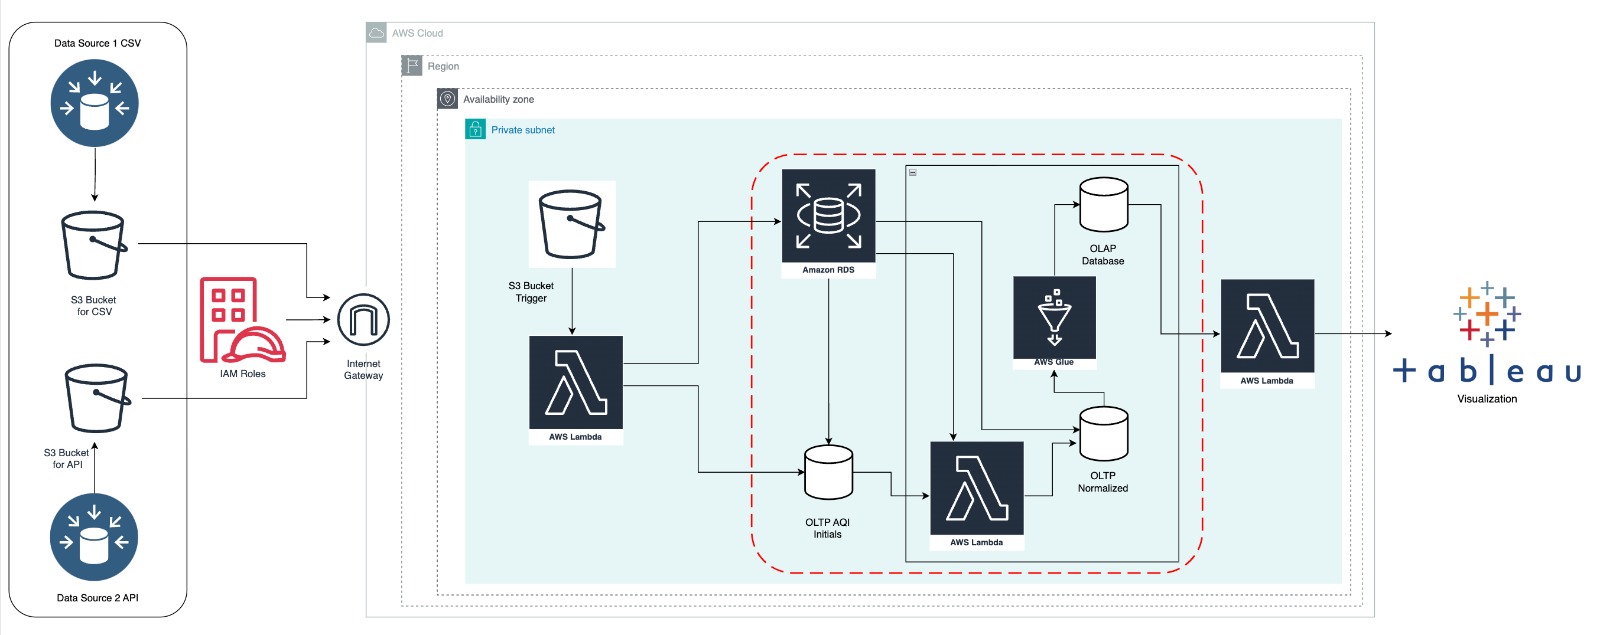 Data Source 1 CSV
S3 Bucket
for CSV
S3 Bucket
for API
Data Source 2 API
IAM Roles
Internet
Gateway
AWS Cloud
Region
Availability zone
Private subnet
S3 Bucket
Trigger
AWS Lambda
Amazon RDS
OLTP AQI
Initials
AWS Lambda
OLAP
Database
AWS Glue
OLTP
Normalized
AWS Lambda
+ableau
Visualization